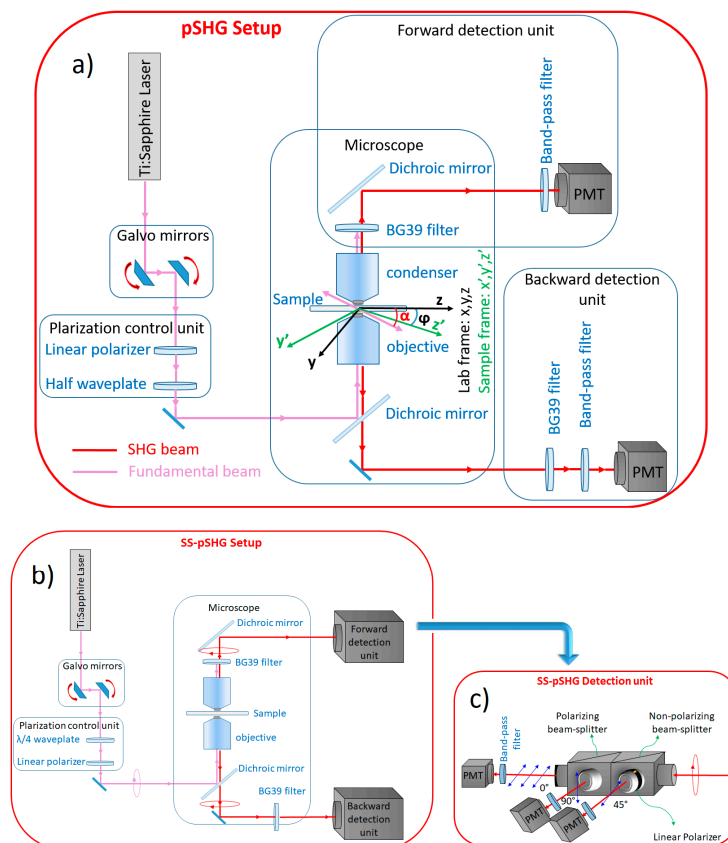 pSHG Setup
a)
Ti:Sapphire Laser
Galvo mirrors
Plarization control unit
Linear polarizer
Half waveplate
SHG beam
Fundamental beam
Microscope
Dichroic mirror
BG39 filter
condenser
Sample
z
α
φ
z’
y’
y
objective
Dichroic mirror
Lab frame: x,y,z
Sample frame: x’,y’,z’
Forward detection unit
Band-pass filter
PMT
Backward detection
unit
BG39 filter
Band-pass filter
PMT
SS-pSHG Setup
b)
Ti:Sapphire Laser
Galvo mirrors
Plarization control unit
λ/4 waveplate
Linear polarizer
Microscope
Dichroic mirror
BG39 filter
Sample
objective
Dichroic mirror
BG39 filter
Forward
detection
unit
Backward
detection
unit
c)
SS-pSHG Detection unit
Polarizing
beam-splitter
Non-polarizing
beam-splitter
Band-pass
filter
PMT
0°
90°
45°
PMT
PMT
Linear Polarizer